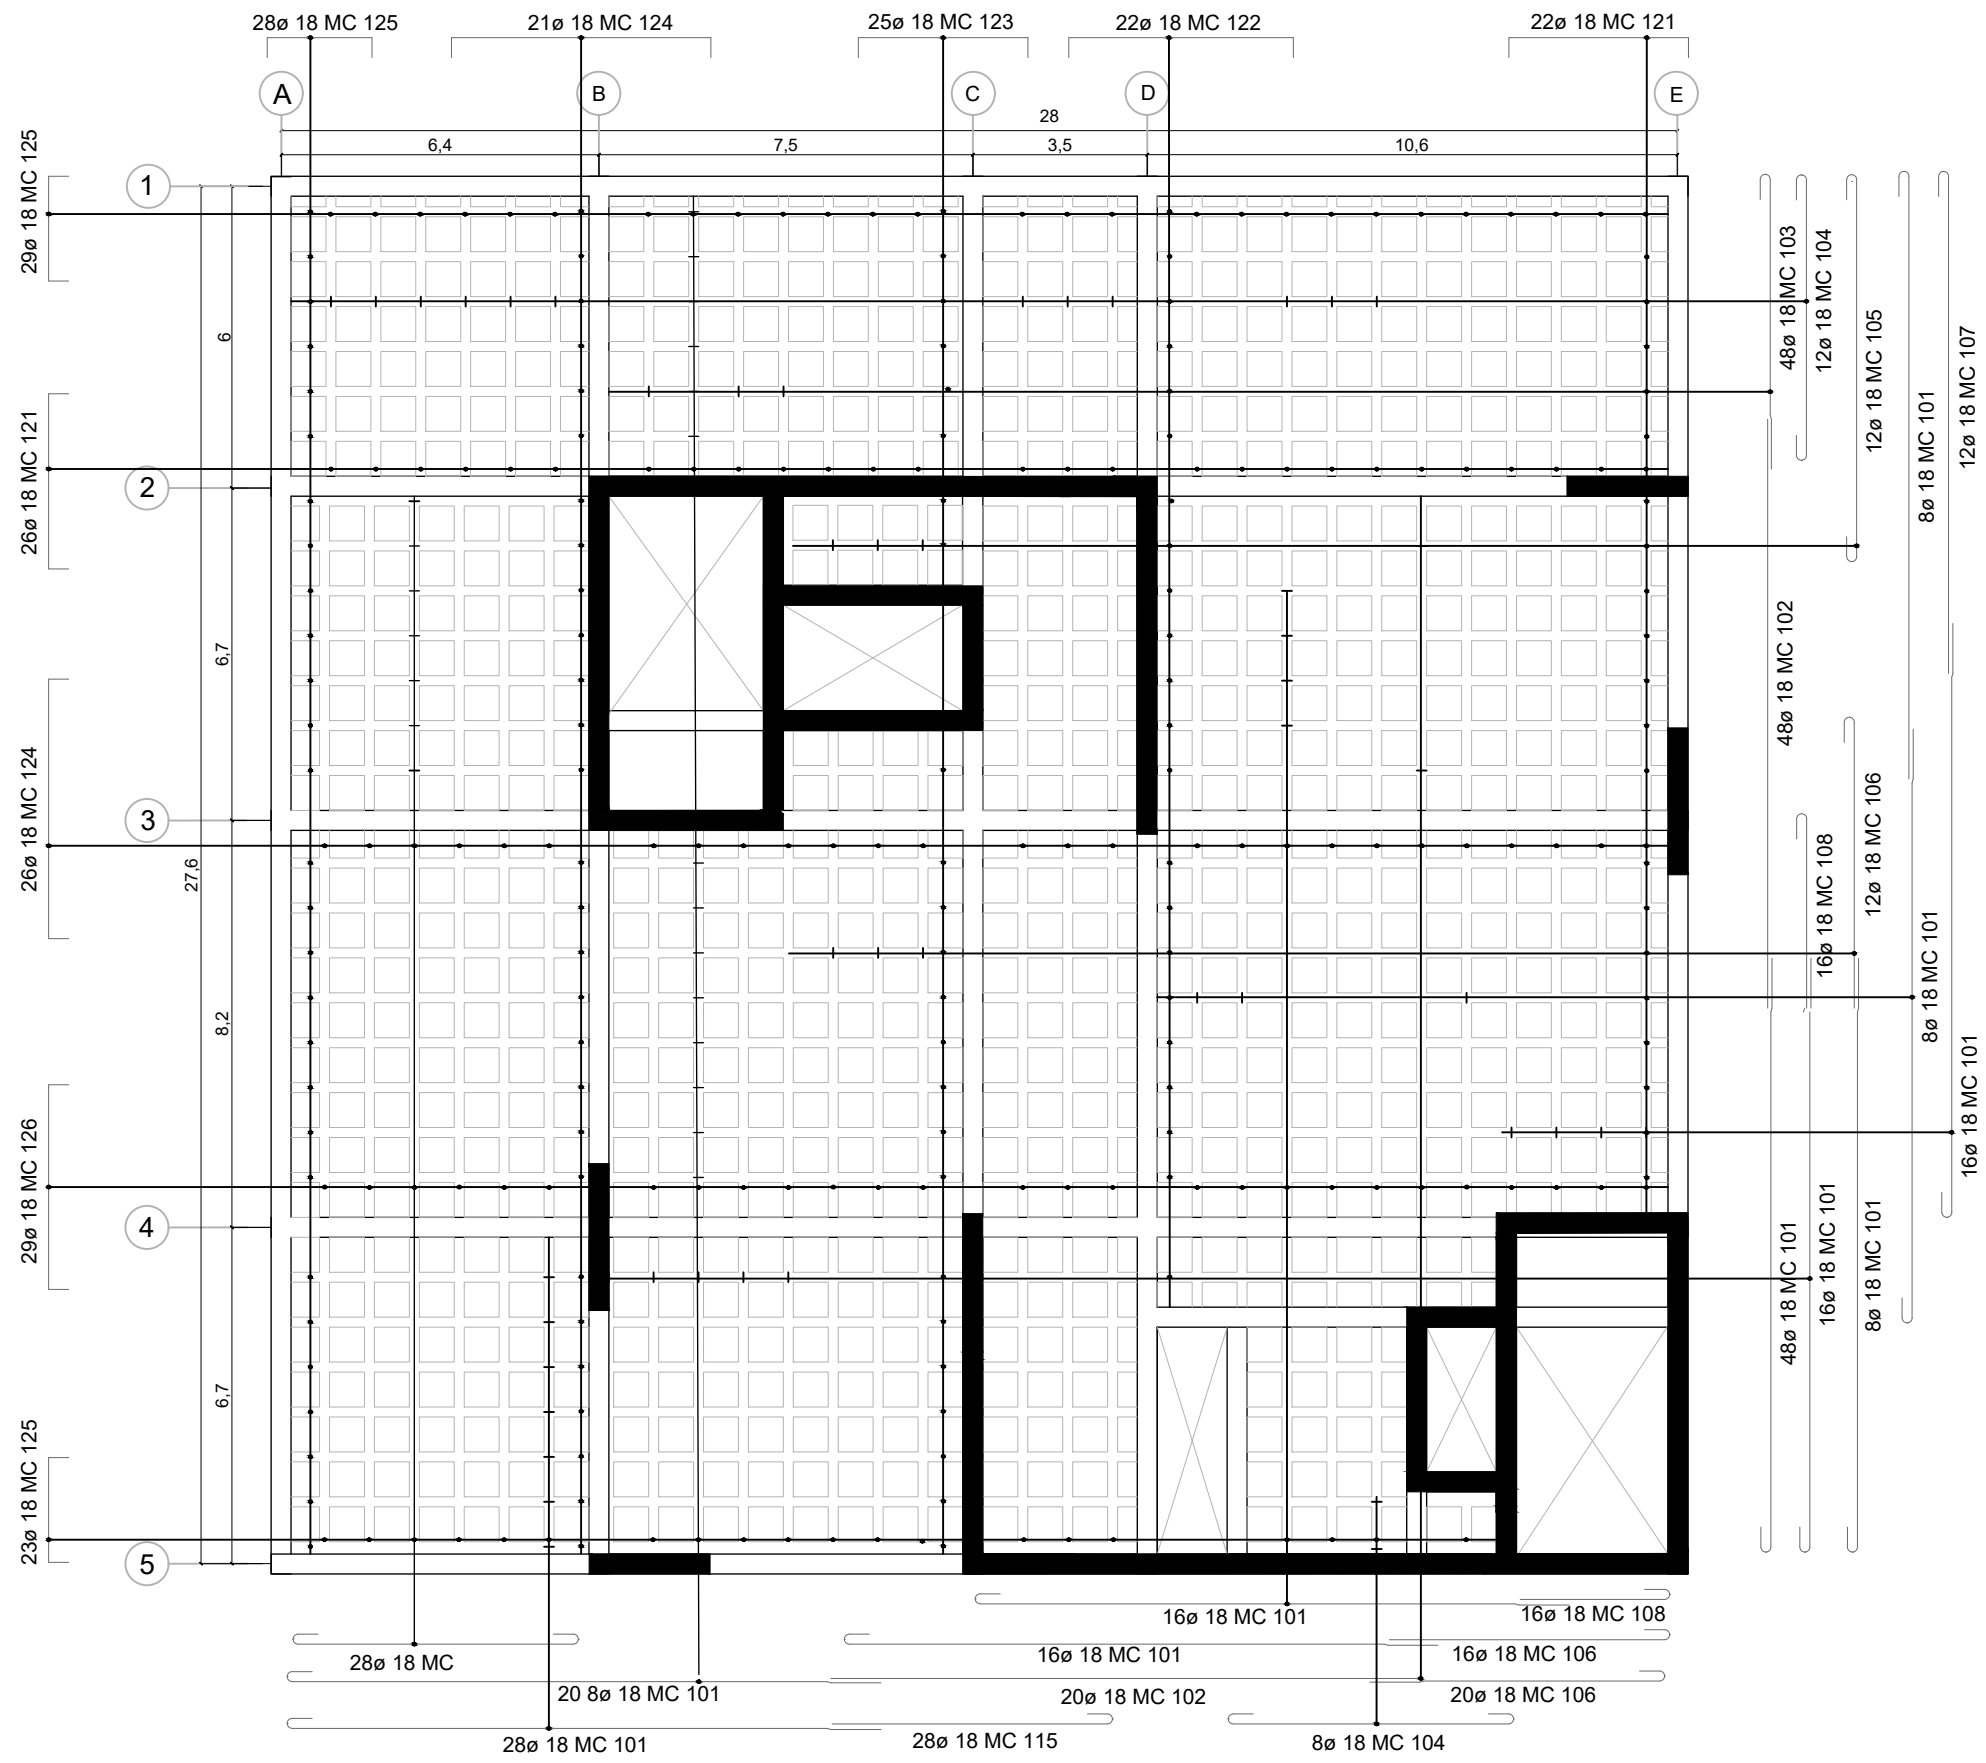 28ø 18 MC 125
21ø 18 MC 124
25ø 18 MC 123
22ø 18 MC 122
22ø 18 MC 121
A
B
C
D
E
28
6,4
7,5
3,5
10,6
1
2
3
4
5
6
6,7
27,6
8,2
6,7
29ø 18 MC 125
26ø 18 MC 121
26ø 18 MC 124
29ø 18 MC 126
23ø 18 MC 125
48ø 18 MC 103
12ø 18 MC 104
12ø 18 MC 105
8ø 18 MC 101
12ø 18 MC 107
48ø 18 MC 102
16ø 18 MC 108
12ø 18 MC 106
8ø 18 MC 101
16ø 18 MC 101
48ø 18 MC 101
16ø 18 MC 101
8ø 18 MC 101
16ø 18 MC 101
16ø 18 MC 108
28ø 18 MC
16ø 18 MC 101
16ø 18 MC 106
20 8ø 18 MC 101
20ø 18 MC 102
20ø 18 MC 106
28ø 18 MC 101
28ø 18 MC 115
8ø 18 MC 104